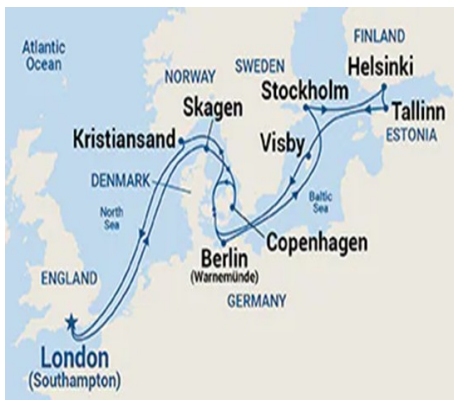 Atlantic
Ocean
FINLAND
SWEDEN
Helsinki
NORWAY
Stockholm
Skagen
Tallinn
Kristiansand
Visby
ESTONIA
DENMARK
Baltic
Sea
North
Sea
Copenhagen
Berlin
(Warnemünde)
ENGLAND
GERMANY
London
(Southampton)